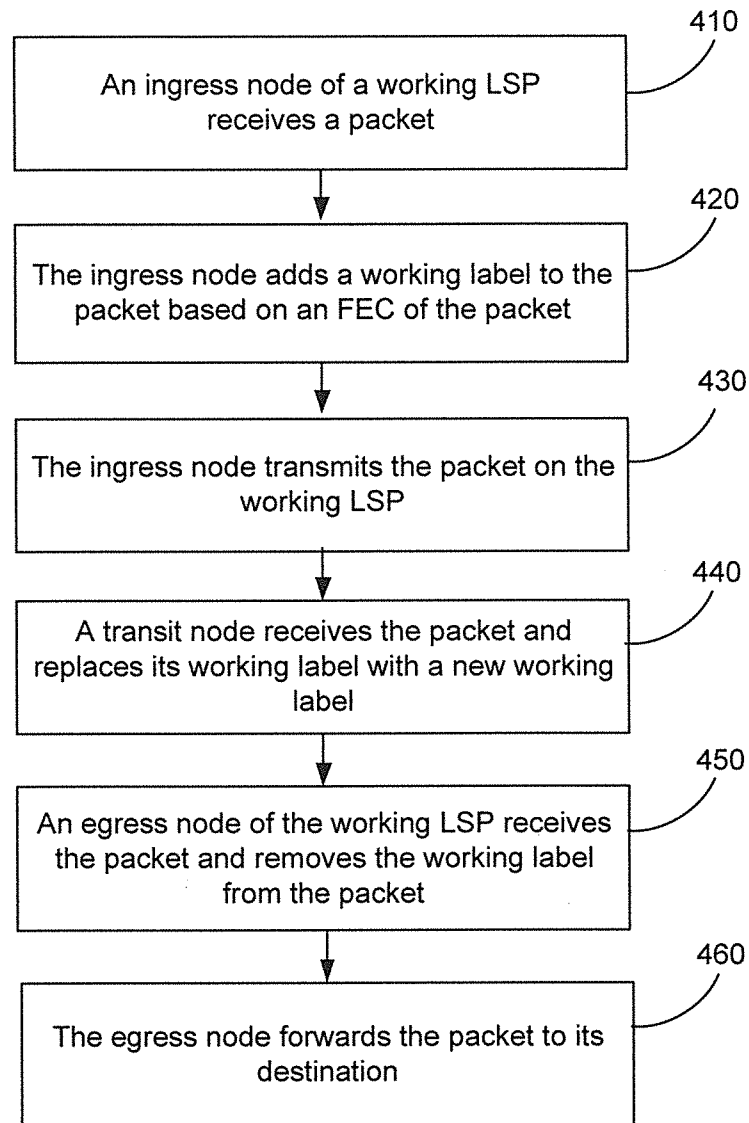 410
An ingress node of a working LSP
receives a packet
420
The ingress node adds a working label to the
packet based on an FEC of the packet
430
The ingress node transmits the packet on the
working LSP
440
A transit node receives the packet and
replaces its working label with a new working
label
450
An egress node of the working LSP receives
the packet and removes the working label
from the packet
460
The egress node forwards the packet to its
destination